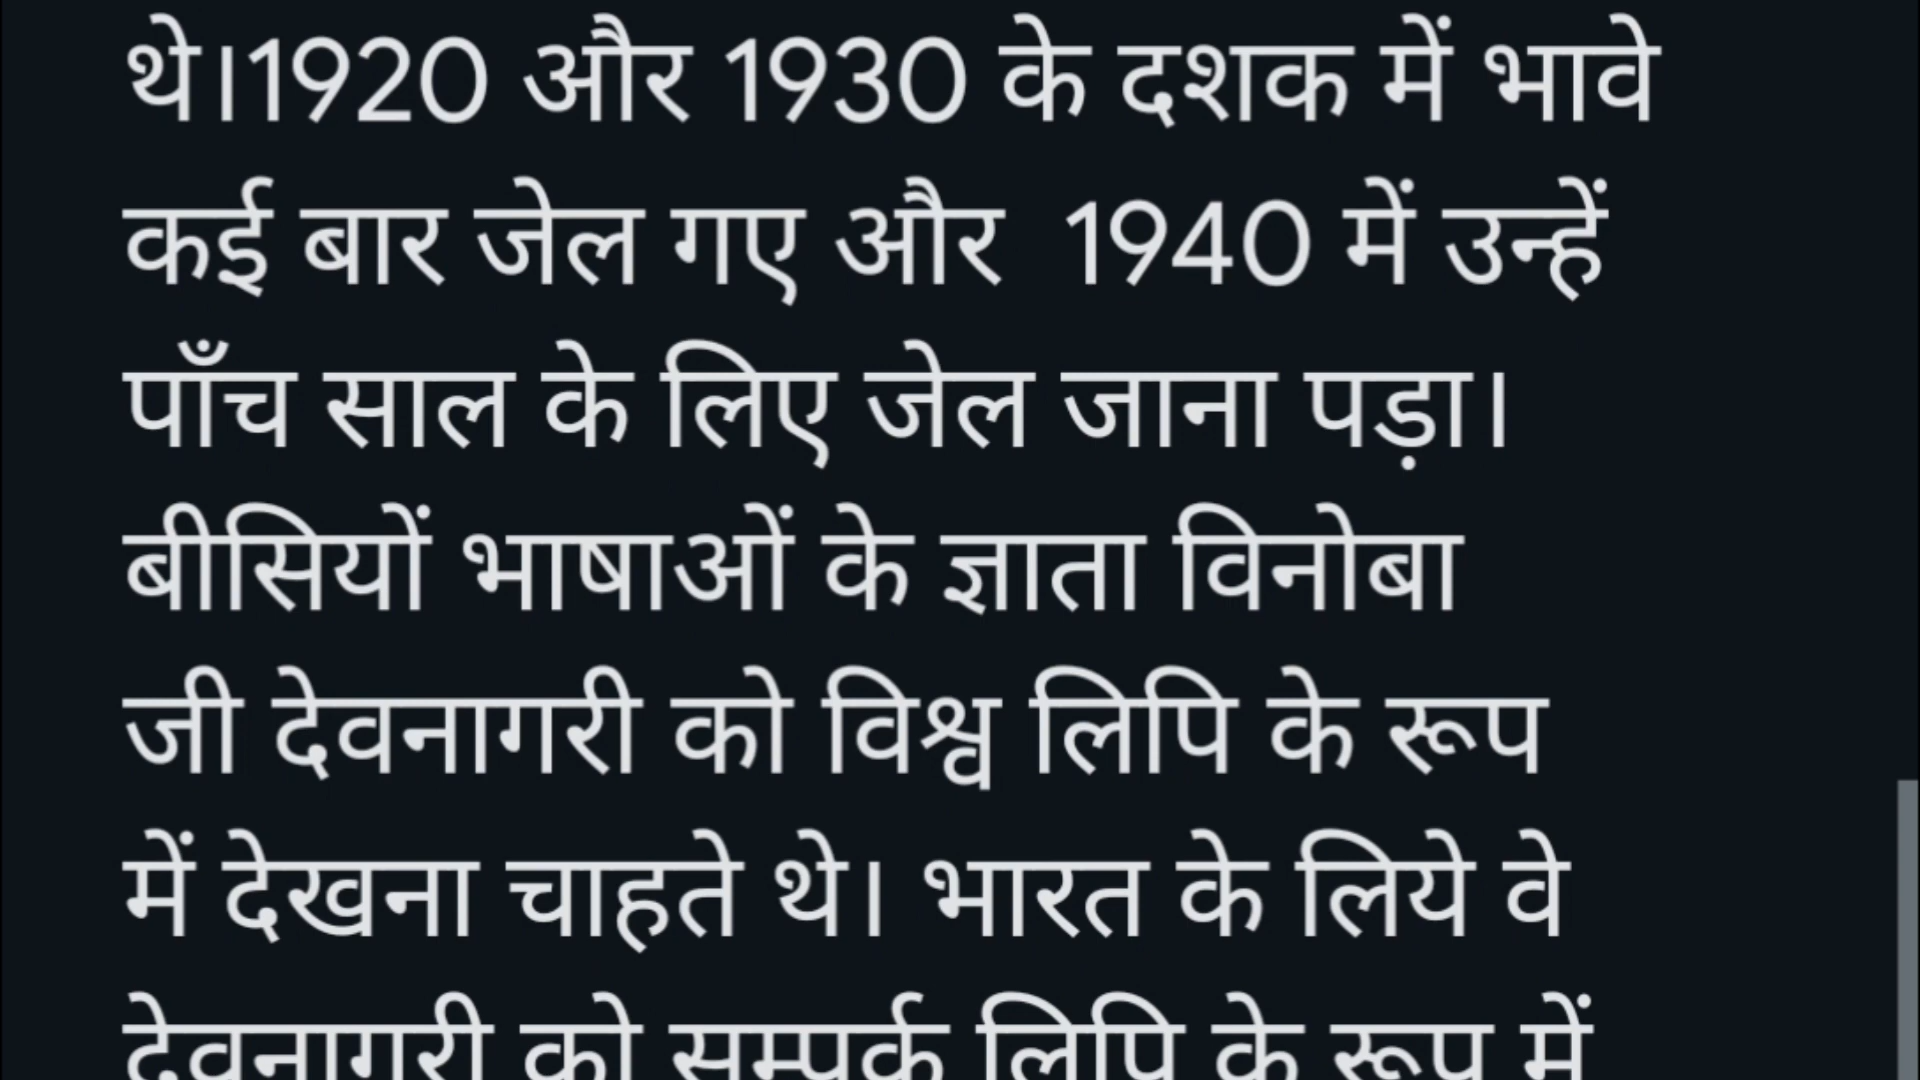 थे।1920 और 1930 के दशक में भावे
कई बार जेल गए और  1940 में उन्हें
पाँच साल के लिए जेल जाना पड़ा।
बीसियों भाषाओं के ज्ञाता विनोबा
जी देवनागरी को विश्व लिपि के रूप
में देखना चाहते थे। भारत के लिये वे
देवनागरी को सम्पर्क लिपि के रूप में